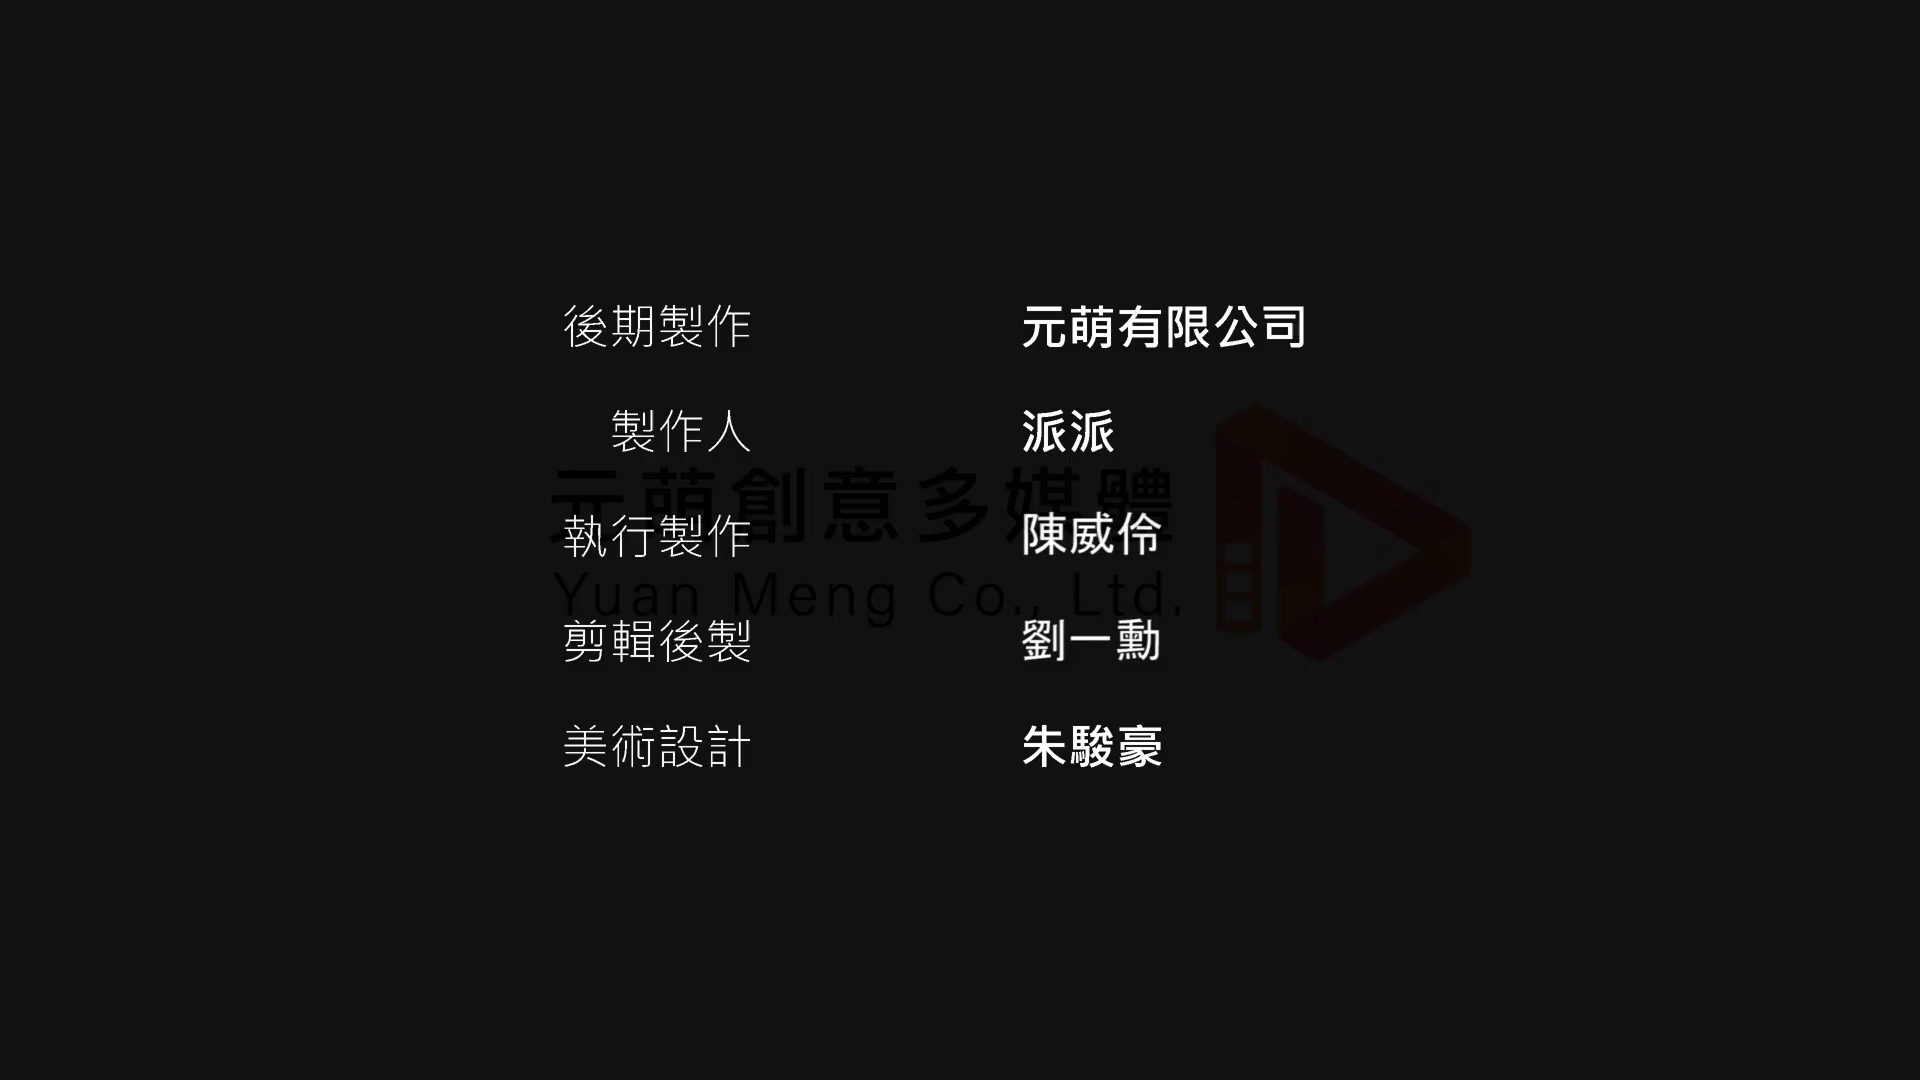 後期製作 元萌有限公司
製作人 派派
元萌創意多媒體
執行製作 陳威伶
Yuan Meng Co., Ltd.
剪輯後製 劉一勳
美術設計 朱駿豪